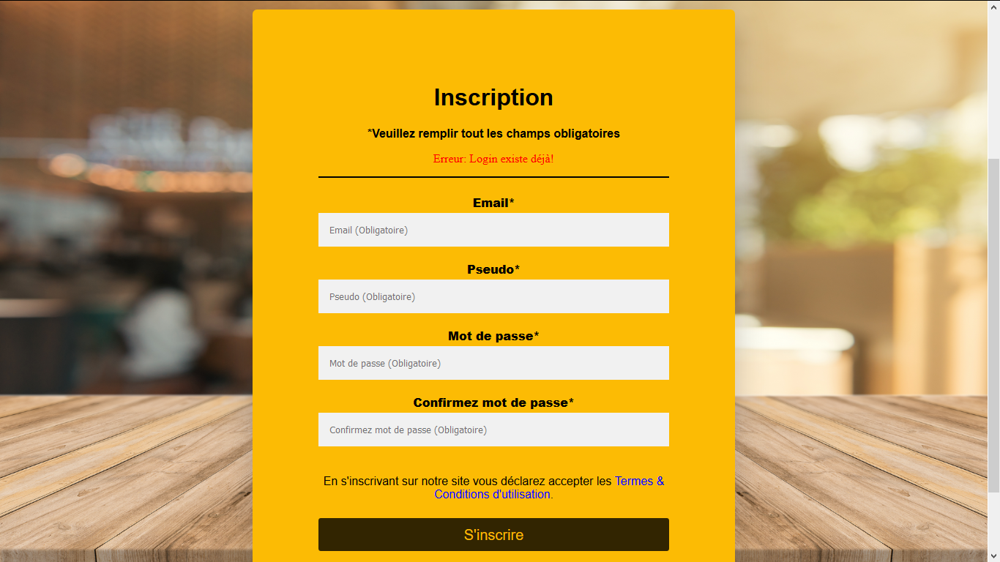 Inscription
*Veuillez remplir tout les champs obligatoires
Erreur: Login existe déjà!
Email*
Email (Obligatoire)
Pseudo*
Pseudo (Obligatoire)
Mot de passe*
Mot de passe (Obligatoire)
Confirmez mot de passe*
Confirmez mot de passe (Obligatoire)
En s'inscrivant sur notre site vous déclarez accepter les Termes &
Conditions d'utilisation.
S'inscrire